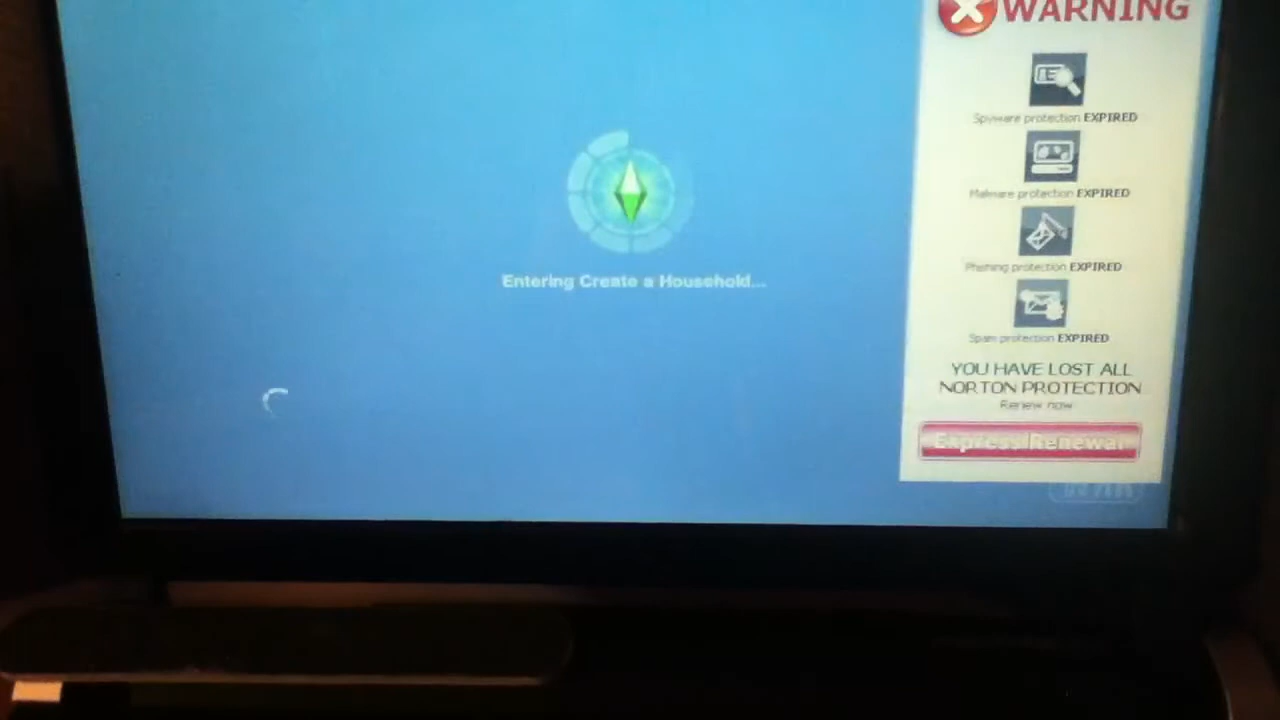 WARNING
Spyware protection EXPIRED
Malware protection EXPIRED
Phishing protection EXPIRED
Spam protection EXPIRED
YOU HAVE LOST ALL
NORTON PROTECTION
Renew now
Express Renewal
Entering Create a Household...